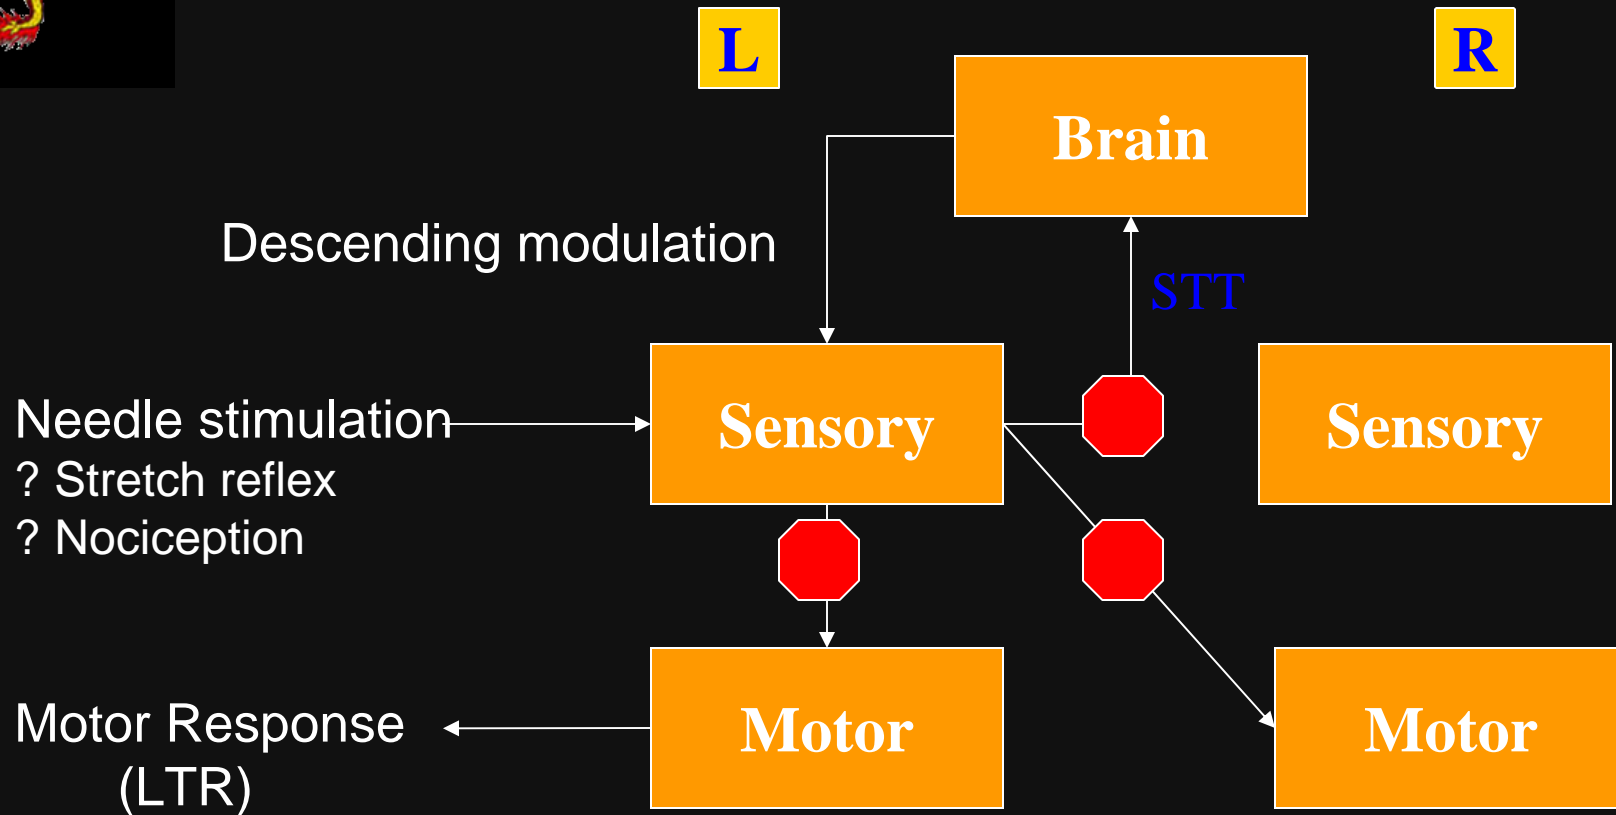 L
R
Brain
Descending modulation
STT
Needle stimulation
? Stretch reflex
? Nociception
Sensory
Sensory
Motor Response
(LTR)
Motor
Motor